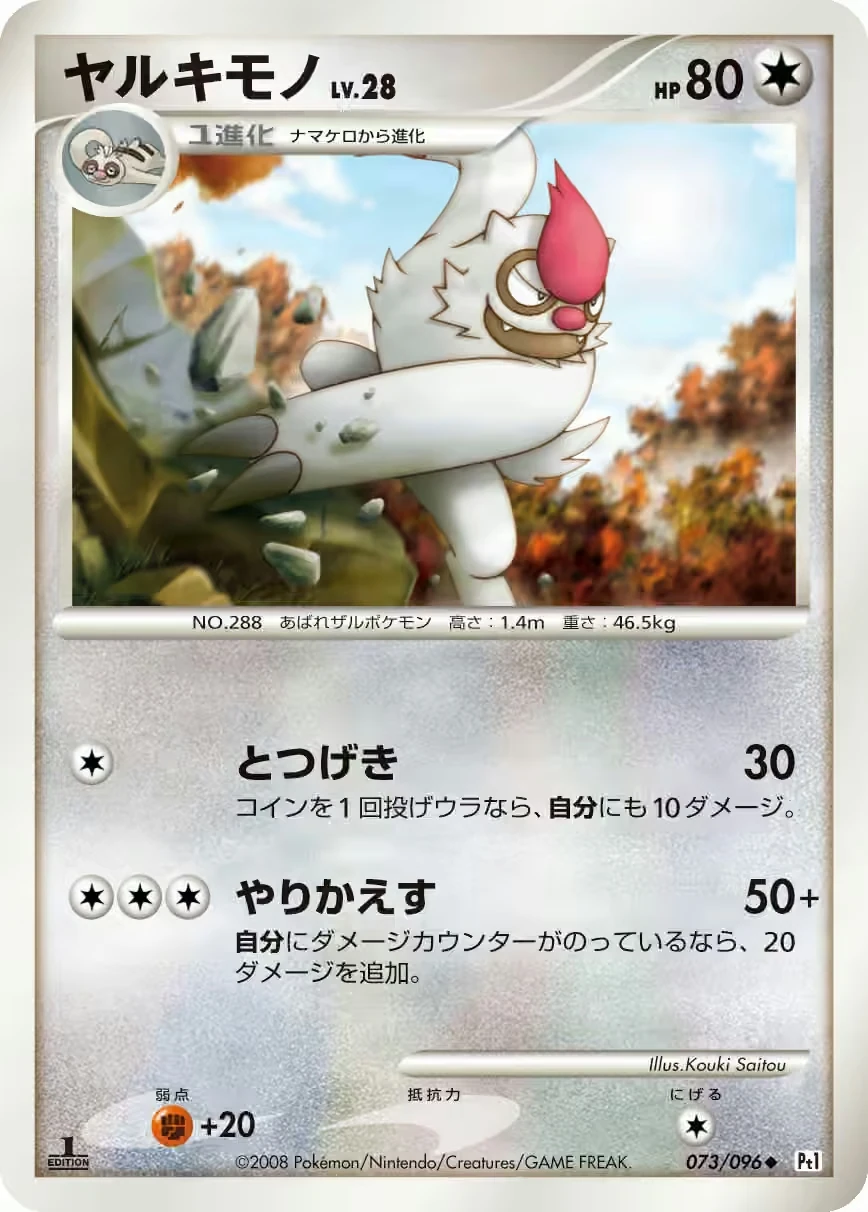 ヤルキモノ LV.28 HP 80
1進化 ナマケロから進化
NO.288 あばれザルポケモン 高さ：1.4m 重さ：46.5kg
とつげき 30
コインを1回投げウラなら、自分にも10ダメージ。
やりかえす 50+
自分にダメージカウンターがのっているなら、20
ダメージを追加。
Illus.Kouki Saitou
弱点 抵抗力 にげる
+20
1
EDITION
©2008 Pokémon/Nintendo/Creatures/GAME FREAK. 073/096 Pt1